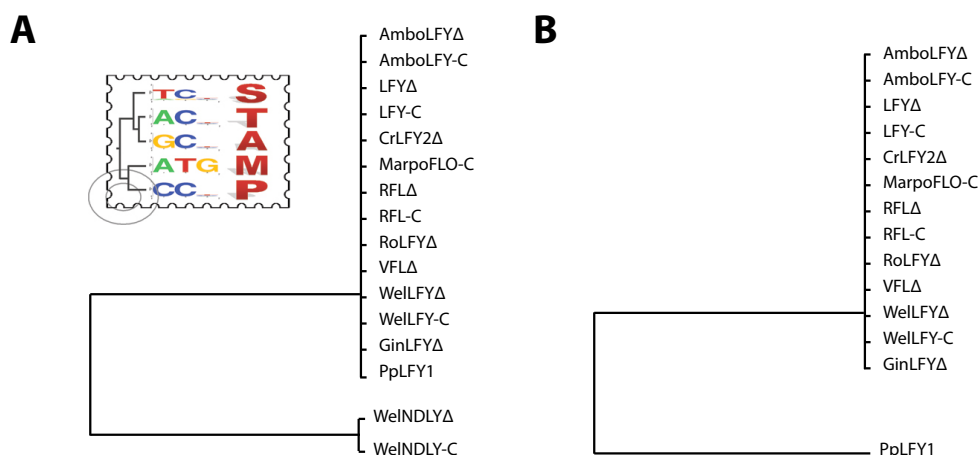 A
AmboLFYΔ
AmboLFY-C
LFYΔ
LFY-C
CrLFY2Δ
MarpoFLO-C
RFLΔ
RFL-C
RoLFYΔ
VFLΔ
WelLFYΔ
WelLFY-C
GinLFYΔ
PpLFY1
WelNDLYΔ
WelNDLY-C
TC S
AC T
GC A
ATG M
CC P
B
AmboLFYΔ
AmboLFY-C
LFYΔ
LFY-C
CrLFY2Δ
MarpoFLO-C
RFLΔ
RFL-C
RoLFYΔ
VFLΔ
WelLFYΔ
WelLFY-C
GinLFYΔ
PpLFY1